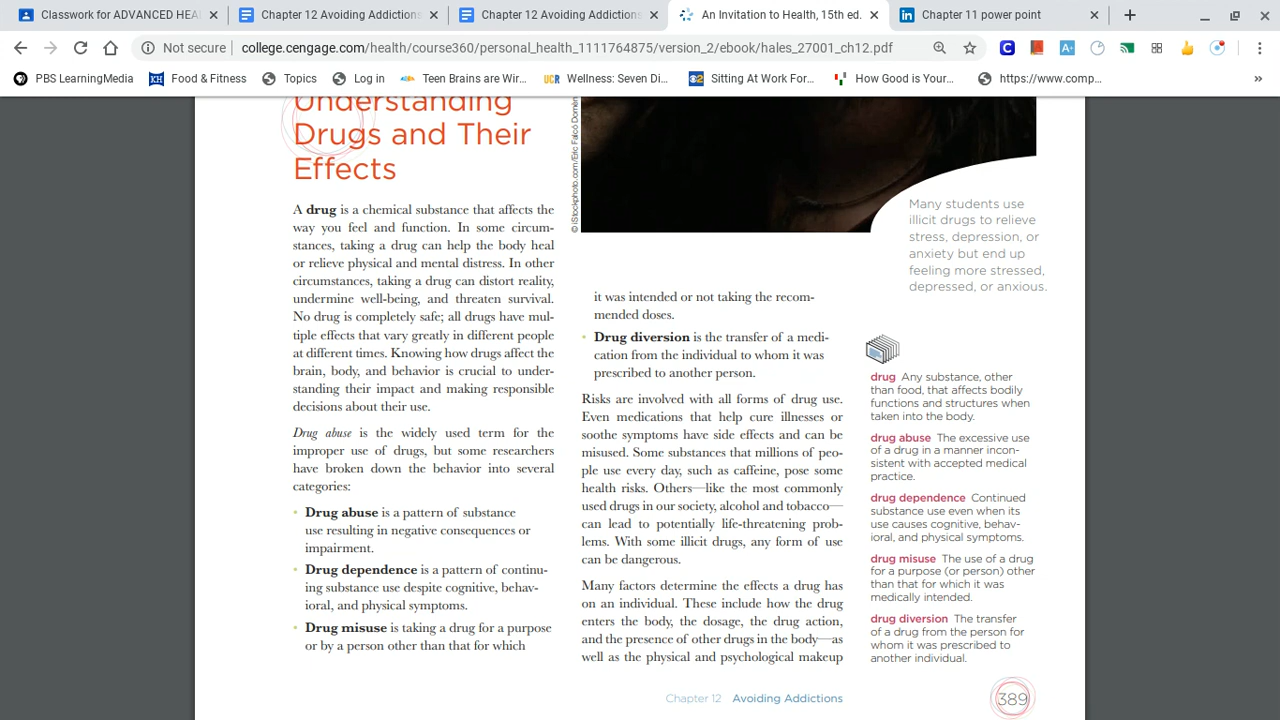 Classwork for ADVANCED HEA
Chapter 12 Avoiding Addictions
Chapter 12 Avoiding Addictions
An Invitation to Health, 15th ed.
Chapter 11 power point
Not secure
college.cengage.com/health/course360/personal_health_1111764875/version_2/ebook/hales_27001_ch12.pdf
PBS LearningMedia
Food & Fitness
Topics
Log in
Teen Brains are Wir...
Wellness: Seven Di...
Sitting At Work For...
How Good is Your...
https://www.comp...
Understanding
Drugs and Their
Effects
A drug is a chemical substance that affects the
way you feel and function. In some circum-
stances, taking a drug can help the body heal
or relieve physical and mental distress. In other
circumstances, taking a drug can distort reality,
undermine well-being, and threaten survival.
No drug is completely safe; all drugs have mul-
tiple effects that vary greatly in different people
at different times. Knowing how drugs affect the
brain, body, and behavior is crucial to under-
standing their impact and making responsible
decisions about their use.
Drug abuse is the widely used term for the
improper use of drugs, but some researchers
have broken down the behavior into several
categories:
• Drug abuse is a pattern of substance
use resulting in negative consequences or
impairment.
• Drug dependence is a pattern of continu-
ing substance use despite cognitive, behav-
ioral, and physical symptoms.
• Drug misuse is taking a drug for a purpose
or by a person other than that for which
it was intended or not taking the recom-
mended doses.
• Drug diversion is the transfer of a medi-
cation from the individual to whom it was
prescribed to another person.
Risks are involved with all forms of drug use.
Even medications that help cure illnesses or
soothe symptoms have side effects and can be
misused. Some substances that millions of peo-
ple use every day, such as caffeine, pose some
health risks. Others—like the most commonly
used drugs in our society, alcohol and tobacco—
can lead to potentially life-threatening prob-
lems. With some illicit drugs, any form of use
can be dangerous.
Many factors determine the effects a drug has
on an individual. These include how the drug
enters the body, the dosage, the drug action,
and the presence of other drugs in the body—as
well as the physical and psychological makeup
© iStockphoto.com/Eric Falcó
Many students use
illicit drugs to relieve
stress, depression, or
anxiety but end up
feeling more stressed,
depressed, or anxious.
drug Any substance, other
than food, that affects bodily
functions and structures when
taken into the body.
drug abuse The excessive use
of a drug in a manner incon-
sistent with accepted medical
practice.
drug dependence Continued
substance use even when its
use causes cognitive, behav-
ioral, and physical symptoms.
drug misuse The use of a drug
for a purpose (or person) other
than that for which it was
medically intended.
drug diversion The transfer
of a drug from the person for
whom it was prescribed to
another individual.
Chapter 12 Avoiding Addictions
389